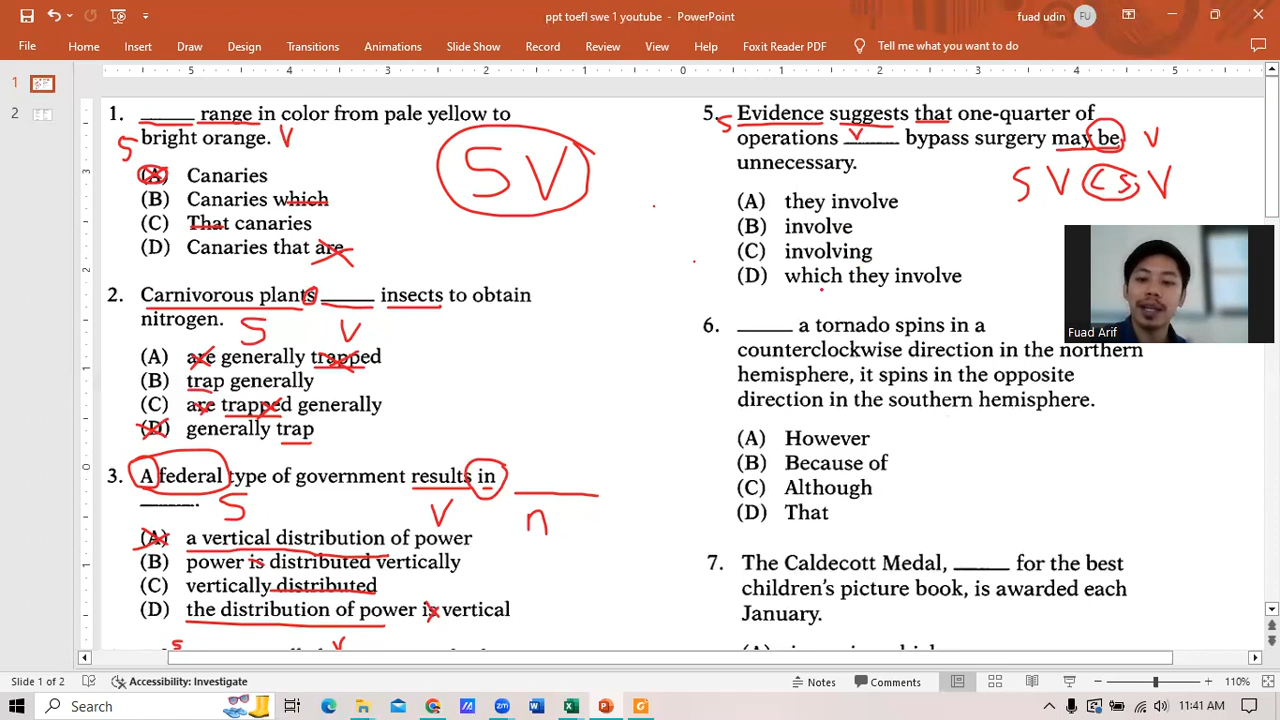 ppt toefl swe 1 youtube - PowerPoint
fuad udin
FU
File Home Insert Draw Design Transitions Animations Slide Show Record Review View Help Foxit Reader PDF Tell me what you want to do
1. _____ range in color from pale yellow to
bright orange.
S V
S V
(A) Canaries
(B) Canaries which
(C) That canaries
(D) Canaries that are
2. Carnivorous plants _____ insects to obtain
nitrogen.
S V
(A) are generally trapped
(B) trap generally
(C) are trapped generally
(D) generally trap
3. A federal type of government results in
_____.
S V n
(A) a vertical distribution of power
(B) power is distributed vertically
(C) vertically distributed
(D) the distribution of power is vertical
s v
5. Evidence suggests that one-quarter of
operations _____ bypass surgery may be
unnecessary.
S V V
S V C S V
(A) they involve
(B) involve
(C) involving
(D) which they involve
6. _____ a tornado spins in a
counterclockwise direction in the northern
hemisphere, it spins in the opposite
direction in the southern hemisphere.
(A) However
(B) Because of
(C) Although
(D) That
7. The Caldecott Medal, _____ for the best
children's picture book, is awarded each
January.
Fuad Arif
1
2
Slide 1 of 2
Accessibility: Investigate
Notes
Comments
110%
Search
11:41 AM